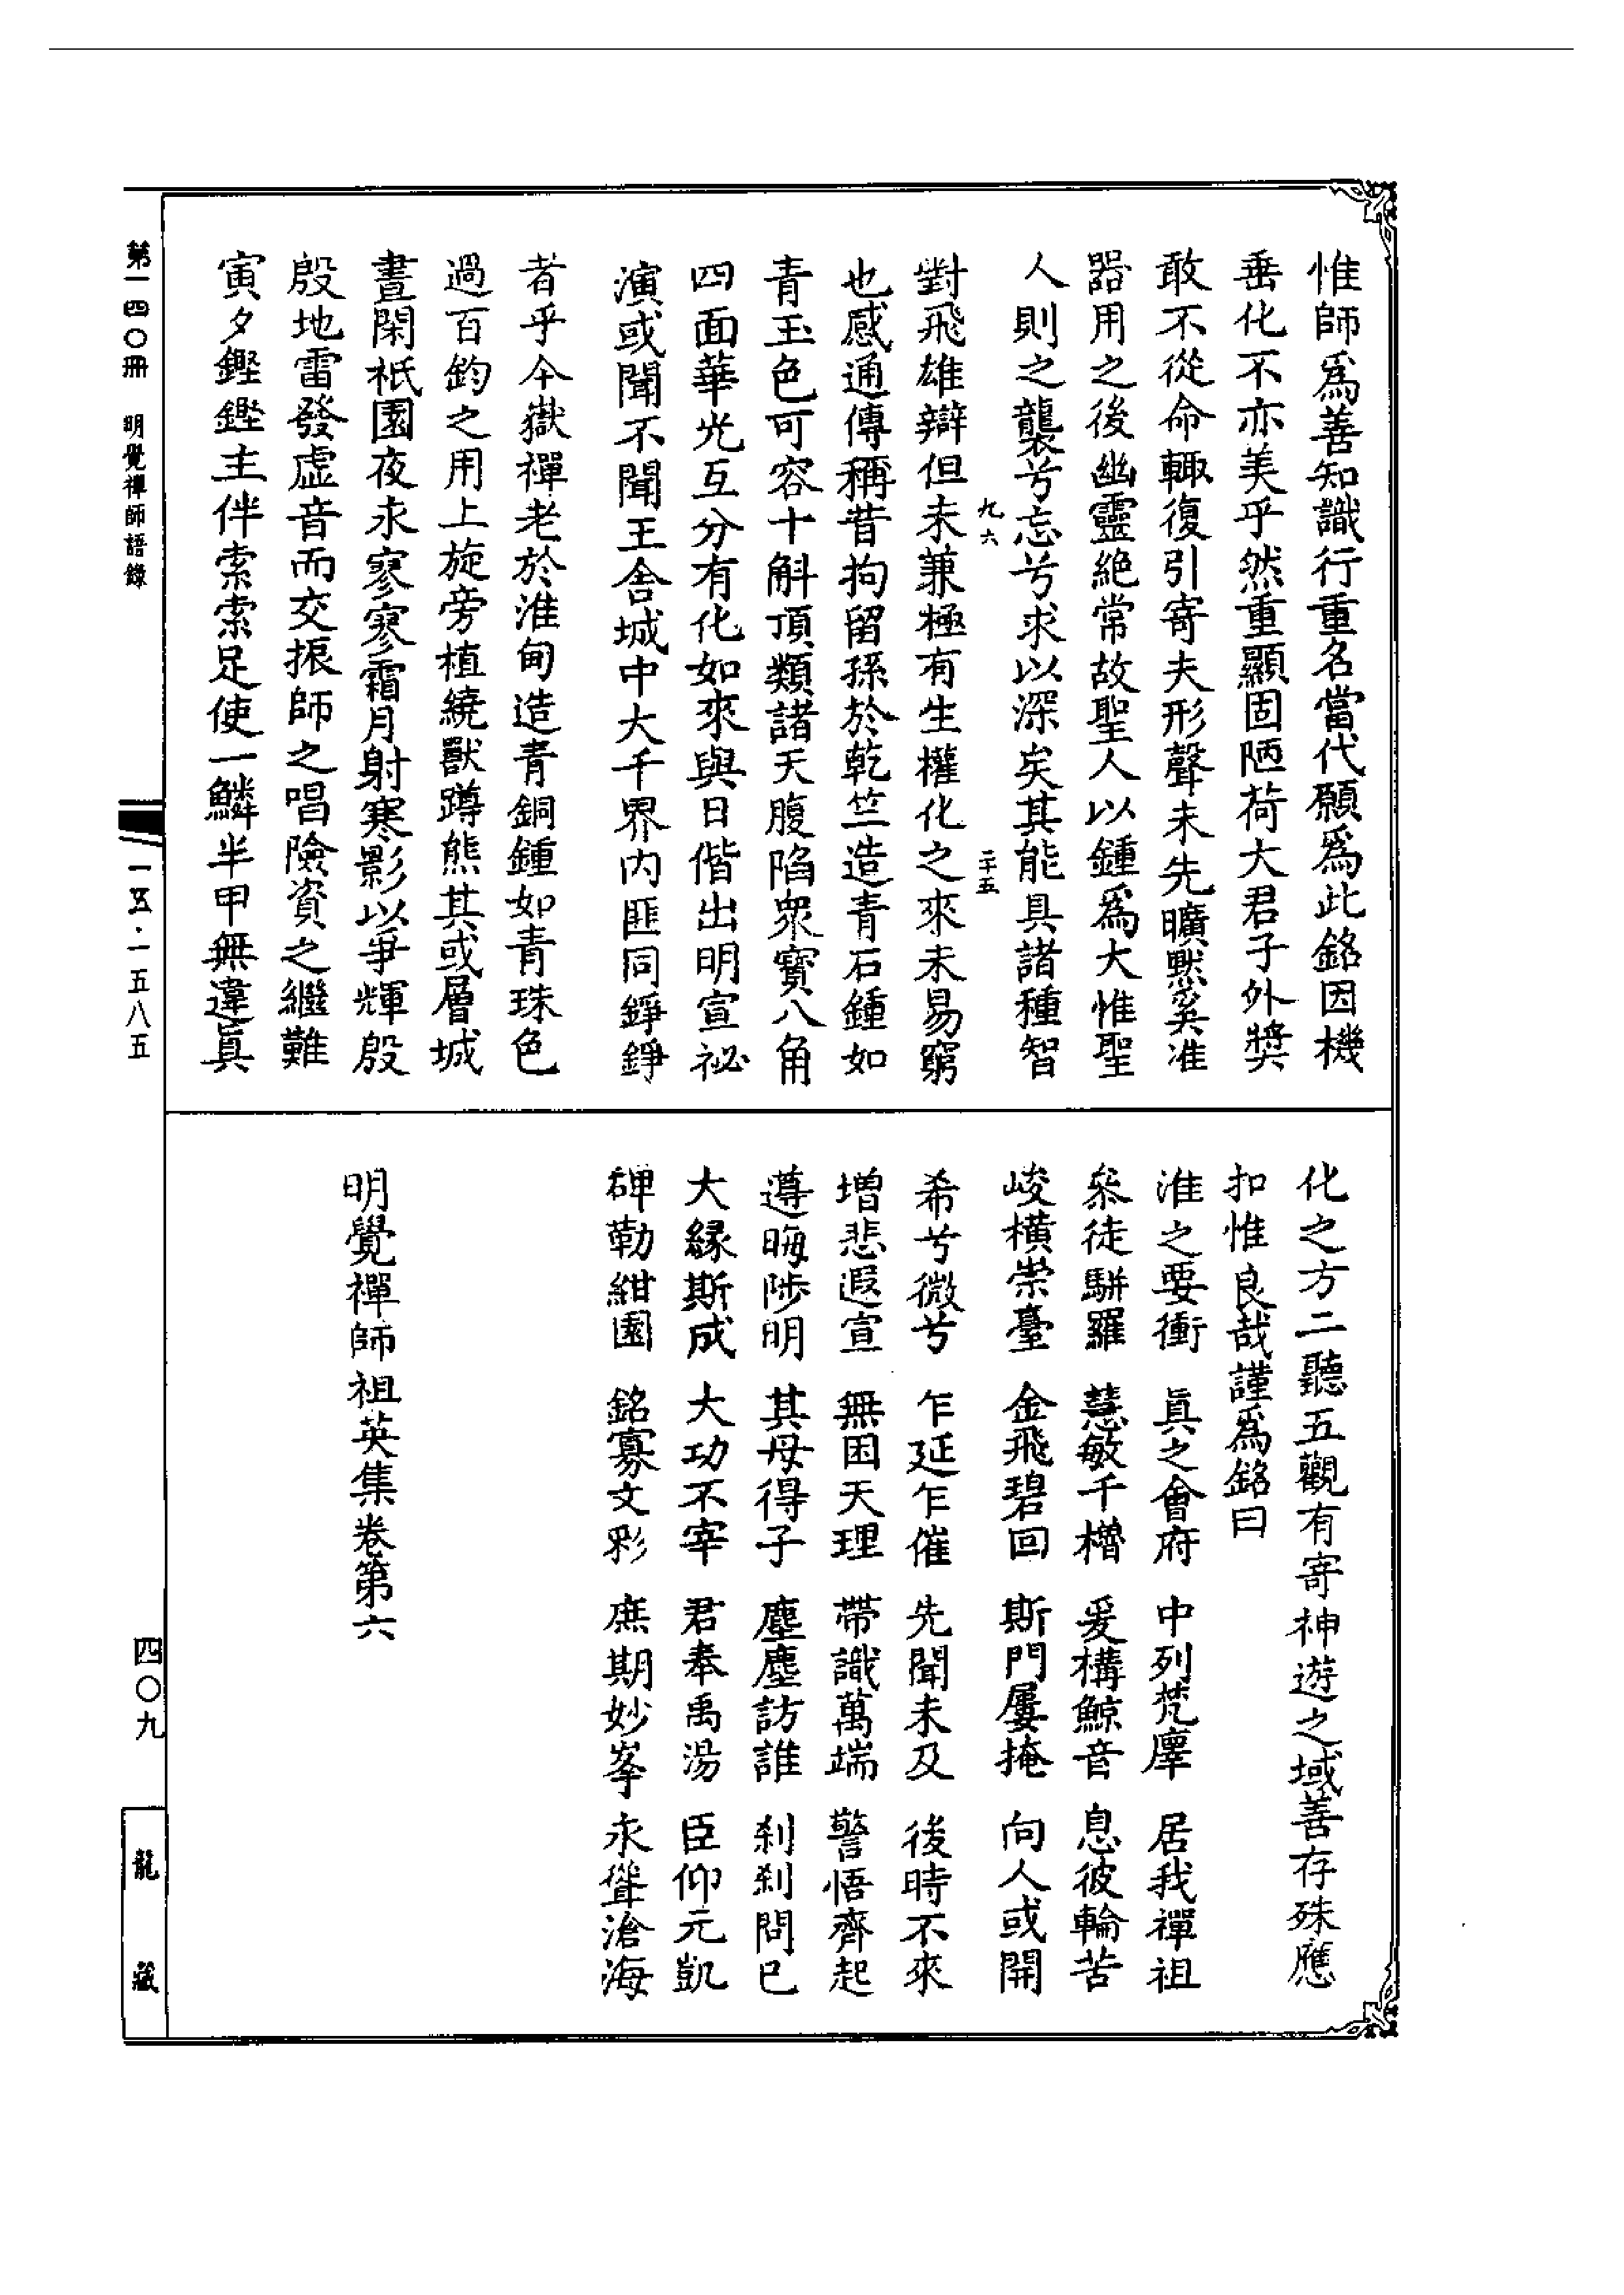 惟師爲善知識行重名當代願爲此銘因機
垂化不亦美乎然重顯固陋荷大君子外獎
敢不從命輒復引寄夫形聲未先曠默奚准
器用之後幽靈絶常故聖人以鍾爲大惟聖
人則之襲兮忘兮求以深矣其能具諸種智
九六
二十五
對飛雄辯但未兼極有生權化之來未易窮
也感通傳稱昔拘留孫於乾竺造青石鍾如
青玉色可容十斛頂類諸天腹陷衆寶八角
四面華光互分有化如來與日偕出明宣祕
演或聞不聞王舍城中大千界内匪同錚錚
者乎今嶽禪老於淮甸造青銅鍾如青珠色
過百鈞之用上旋旁植繞獸蹲熊其或層城
晝閑祇園夜永寥寥霜月射寒影以爭輝殷
殷地雷發虛音而交振師之唱險資之繼難
寅夕鏗鏗主伴索索足使一鱗半甲無違眞
化之方二聽五觀有寄神遊之域善存殊應
扣惟良哉謹爲銘曰
淮之要衝 眞之會府 中列梵廓 居我禪祖
叅徒駢羅 慧敏千櫓 爰構鯨音 息彼輪苦
峻橫崇臺 金飛碧回 斯門屢掩 向人或開
希兮微兮 乍延乍催 先聞未及 後時不來
增悲遐宣 無困天理 帶識萬端 警悟齊起
遵晦陟明 其母得子 塵塵訪誰 刹刹問已
大緣斯成 大功不宰 君奉禹湯 臣仰元凱
碑勒紺園 銘寡文彩 庶期妙峯 永聳滄海
明覺禪師祖英集卷第六
第一四〇冊 明覺禪師語錄
一五·一五八五
四〇九
龍藏